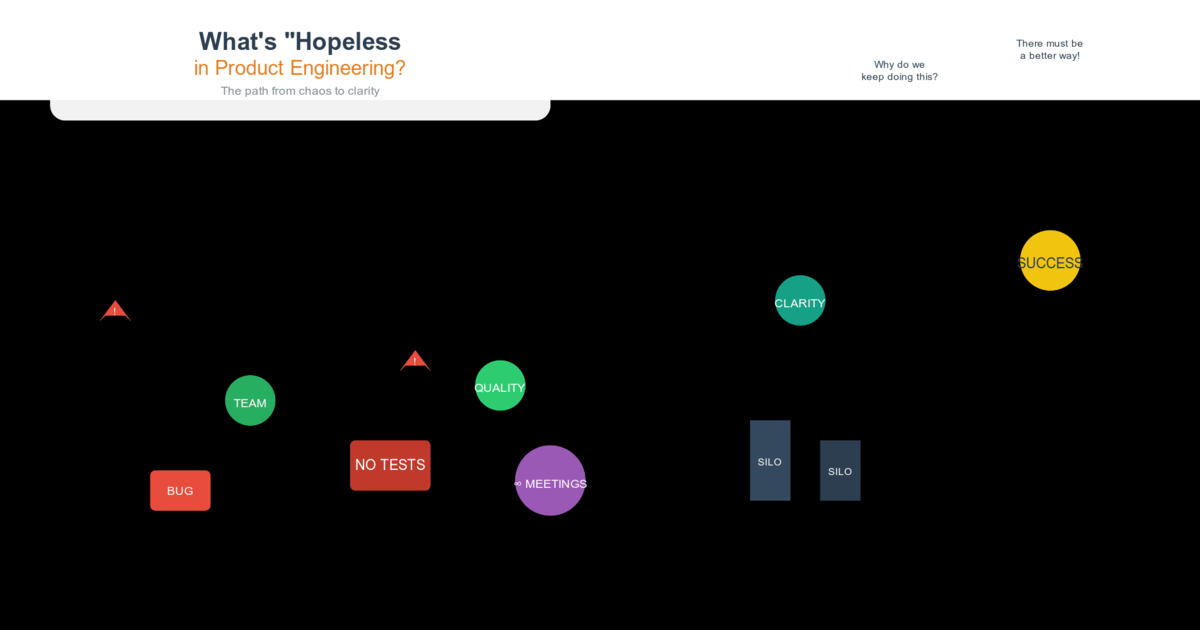 What's "Hopeless
in Product Engineering?
The path from chaos to clarity
There must be
a better way!
Why do we
keep doing this?
SUCCESS
CLARITY
!
!
QUALITY
TEAM
NO TESTS
SILO
SILO
∞ MEETINGS
BUG